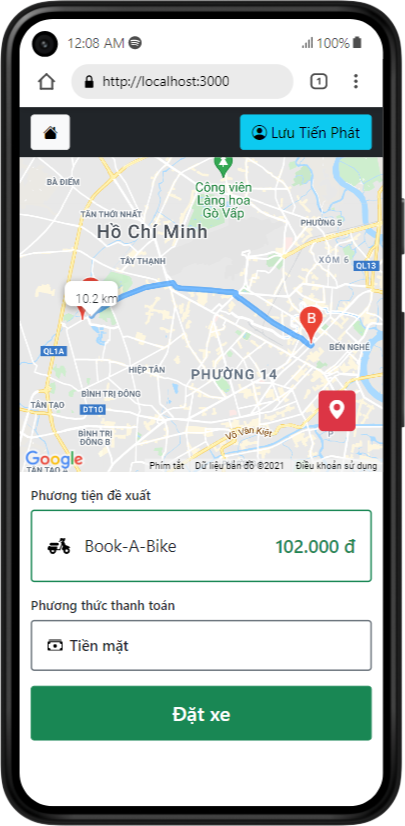 12:08 AM 100%
http://localhost:3000 1
Lưu Tiến Phát
BÀ ĐIỂM
Công viên
Làng hoa
Gò Vấp
TÂN THỚI NHẤT
PHƯỜNG 5
Hồ Chí Minh
XÓM 6
TÂY THẠNH
QL13
10.2 km
B
QL1A
BẾN NGHÉ
HIỆP TÂN
PHƯỜNG 14
BÌNH TRỊ ĐÔNG
TÂN TẠO
DT10
BÌNH TRỊ
ĐÔNG B
Võ Văn Kiệt
TÂN TẠO A
Google
Phím tắt Dữ liệu bản đồ ©2021 Điều khoản sử dụng
Phương tiện đề xuất
Book-A-Bike 102.000 đ
Phương thức thanh toán
Tiền mặt
Đặt xe